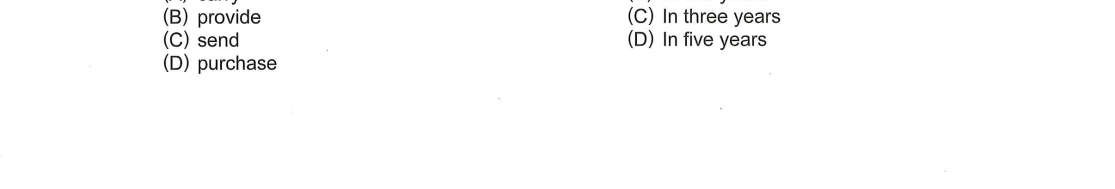 (B) provide
(C) send
(D) purchase
(C) In three years
(D) In five years